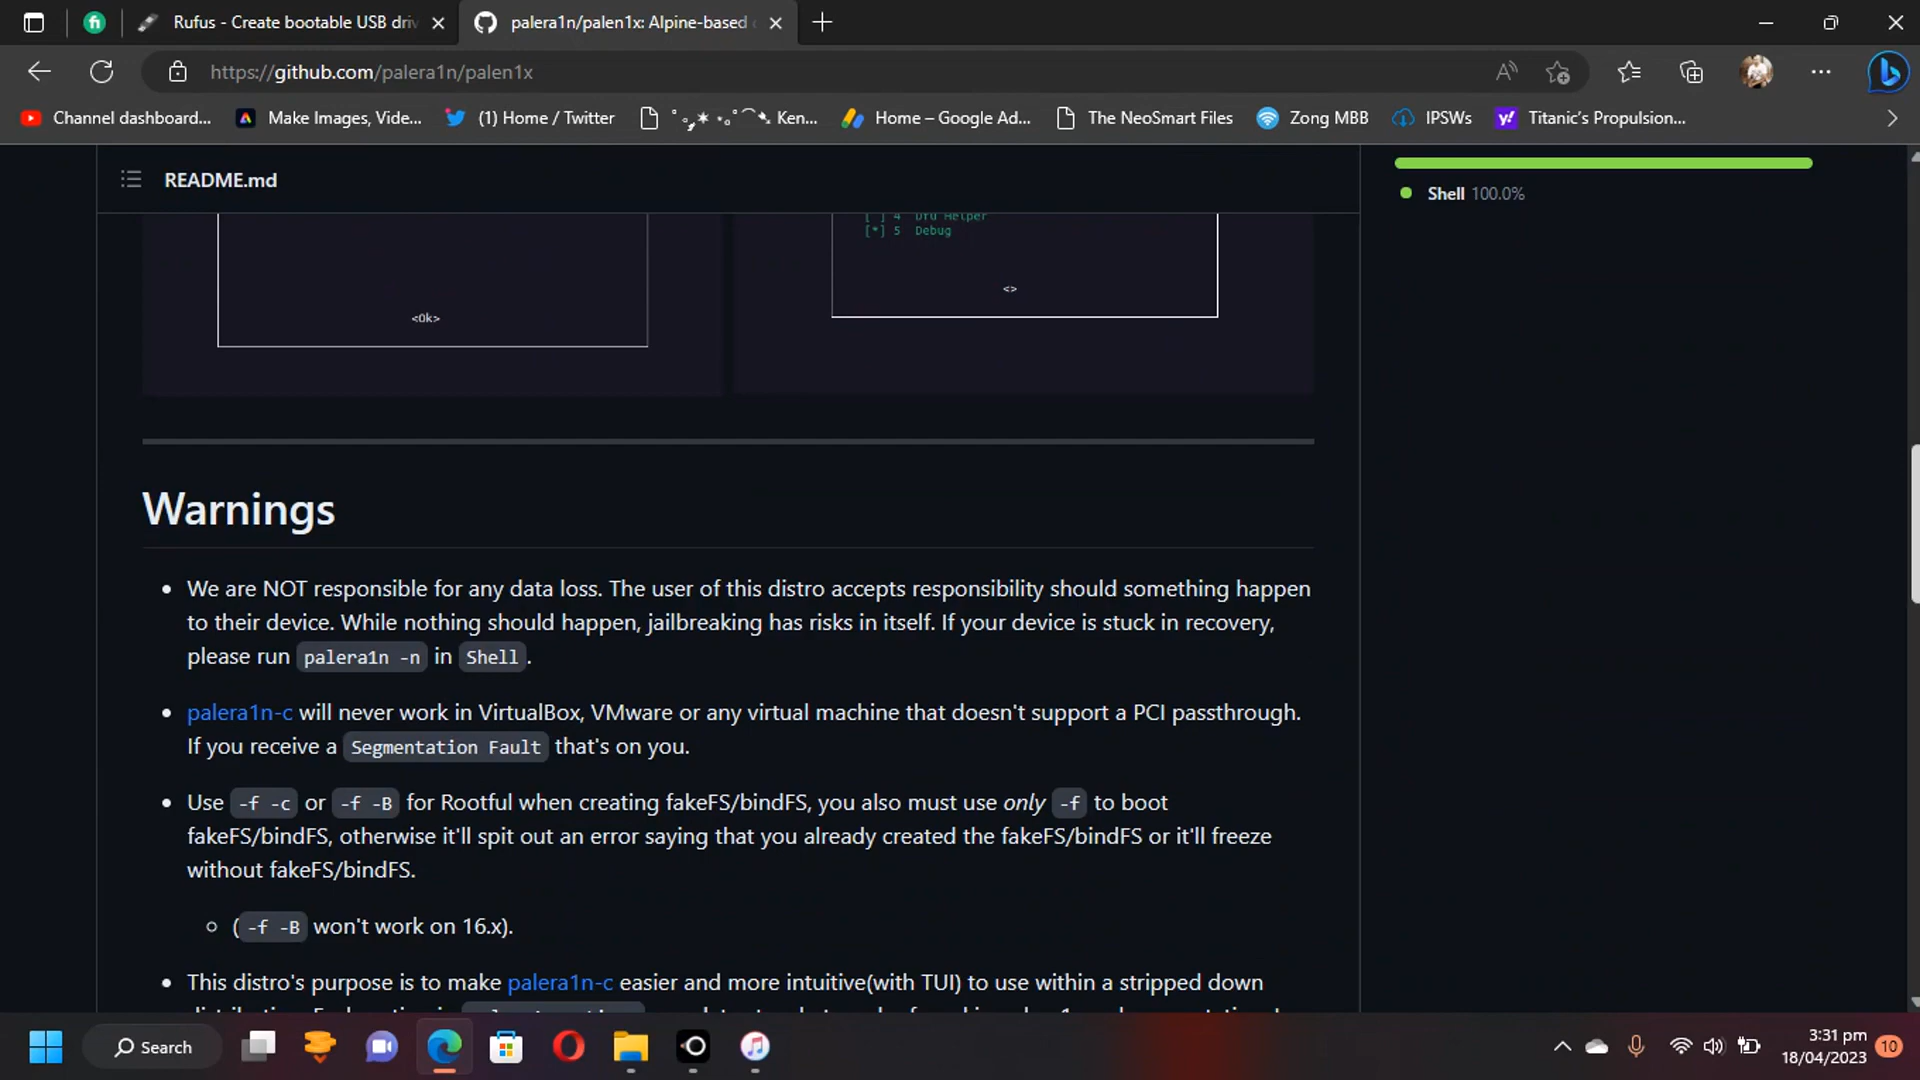 Rufus - Create bootable USB driv
palera1n/palen1x: Alpine-based
https://github.com/palera1n/palen1x
Channel dashboard...
Make Images, Vide...
(1) Home / Twitter
Ken...
Home – Google Ad...
The NeoSmart Files
Zong MBB
IPSWs
Titanic's Propulsion...
README.md
Shell 100.0%
[ ] 4 DFU Helper
[*] 5 Debug
<>
<Ok>
Warnings
We are NOT responsible for any data loss. The user of this distro accepts responsibility should something happen
to their device. While nothing should happen, jailbreaking has risks in itself. If your device is stuck in recovery,
please run palera1n -n in Shell.
palera1n-c will never work in VirtualBox, VMware or any virtual machine that doesn't support a PCI passthrough.
If you receive a Segmentation Fault that's on you.
Use -f -c or -f -B for Rootful when creating fakeFS/bindFS, you also must use only -f to boot
fakeFS/bindFS, otherwise it'll spit out an error saying that you already created the fakeFS/bindFS or it'll freeze
without fakeFS/bindFS.
(-f -B won't work on 16.x).
This distro's purpose is to make palera1n-c easier and more intuitive(with TUI) to use within a stripped down
Search
3:31 pm
18/04/2023
10